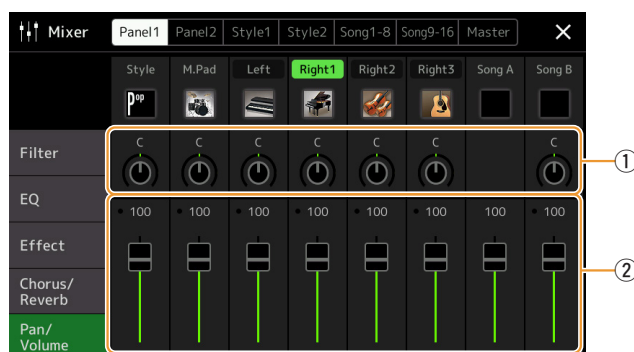 Mixer Panel1 Panel2 Style1 Style2 Song1-8 Song9-16 Master ×
Style M.Pad Left Right1 Right2 Right3 Song A Song B
Pop
Filter
C C C C C C C
①
EQ
100 100 100 100 100 100 100 100
Effect
②
Chorus/
Reverb
Pan/
Volume